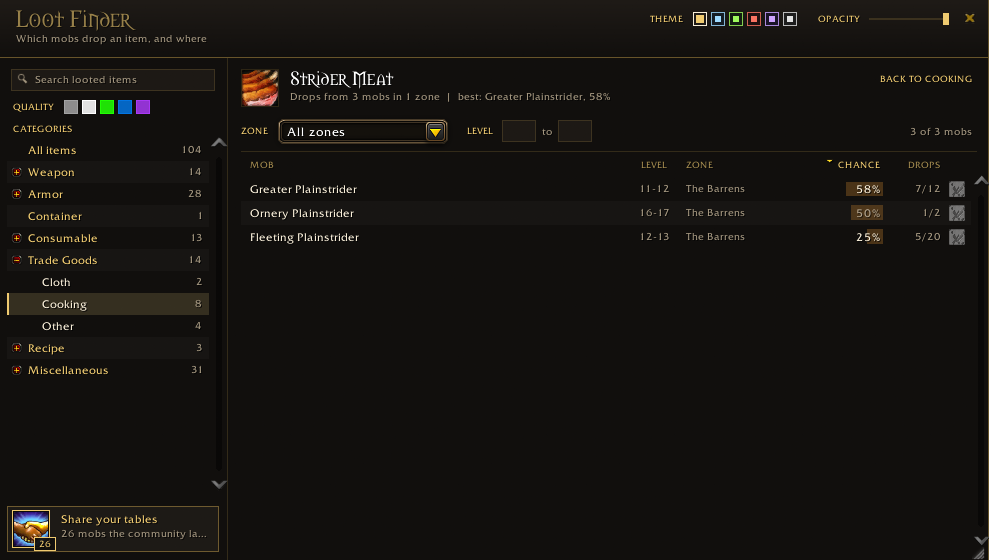 Loot Finder
Which mobs drop an item, and where
THEME
OPACITY
Search looted items
QUALITY
CATEGORIES
All items 104
Weapon 14
Armor 28
Container 1
Consumable 13
Trade Goods 14
Cloth 2
Cooking 8
Other 4
Recipe 3
Miscellaneous 31
Share your tables
26 mobs the community la...
26
Strider Meat
Drops from 3 mobs in 1 zone | best: Greater Plainstrider, 58%
BACK TO COOKING
ZONE All zones LEVEL to 3 of 3 mobs
MOB LEVEL ZONE CHANCE DROPS
Greater Plainstrider 11-12 The Barrens 58% 7/12
Ornery Plainstrider 16-17 The Barrens 50% 1/2
Fleeting Plainstrider 12-13 The Barrens 25% 5/20